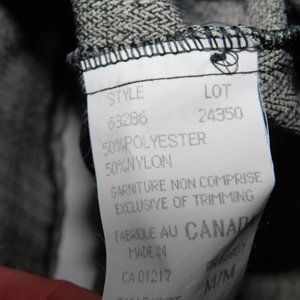 STYLE LOT
63286 24350
50%POLYESTER
50%NYLON
GARNITURE NON COMPRISE
EXCLUSIVE OF TRIMMING
FABRIQUE AU CANADA
MADE IN
CA 01217
M/M